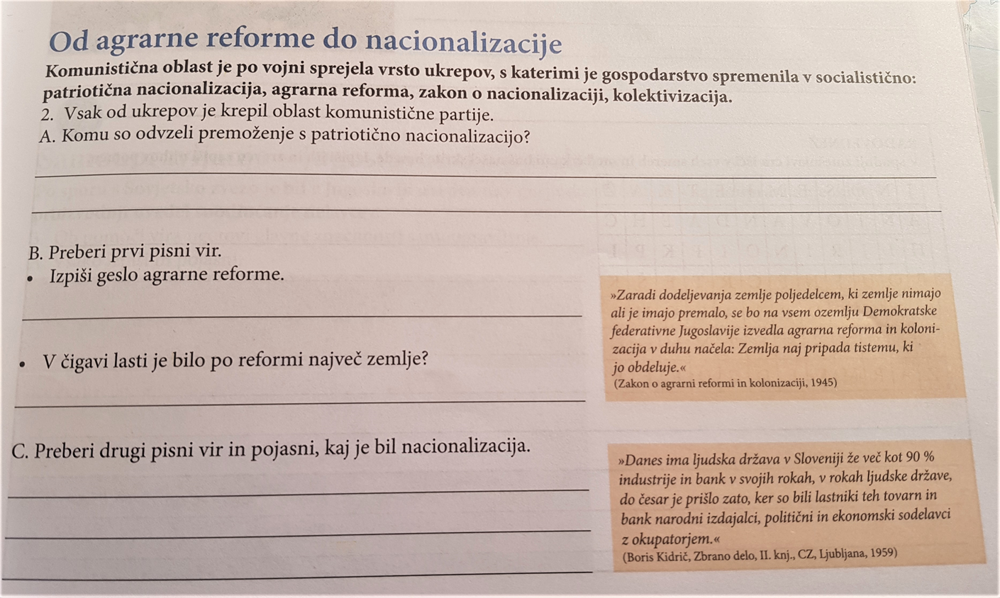 Od agrarne reforme do nacionalizacije
Komunistična oblast je po vojni sprejela vrsto ukrepov, s katerimi je gospodarstvo spremenila v socialistično:
patriotična nacionalizacija, agrarna reforma, zakon o nacionalizaciji, kolektivizacija.
2. Vsak od ukrepov je krepil oblast komunistične partije.
A. Komu so odvzeli premoženje s patriotično nacionalizacijo?
B. Preberi prvi pisni vir.
• Izpiši geslo agrarne reforme.
• V čigavi lasti je bilo po reformi največ zemlje?
»Zaradi dodeljevanja zemlje poljedelcem, ki zemlje nimajo
ali je imajo premalo, se bo na vsem ozemlju Demokratske
federativne Jugoslavije izvedla agrarna reforma in koloni-
zacija v duhu načela: Zemlja naj pripada tistemu, ki
jo obdeluje.«
(Zakon o agrarni reformi in kolonizaciji, 1945)
C. Preberi drugi pisni vir in pojasni, kaj je bil nacionalizacija.
»Danes ima ljudska država v Sloveniji že več kot 90 %
industrije in bank v svojih rokah, v rokah ljudske države,
do česar je prišlo zato, ker so bili lastniki teh tovarn in
bank narodni izdajalci, politični in ekonomski sodelavci
z okupatorjem.«
(Boris Kidrič, Zbrano delo, II. knj., CZ, Ljubljana, 1959)